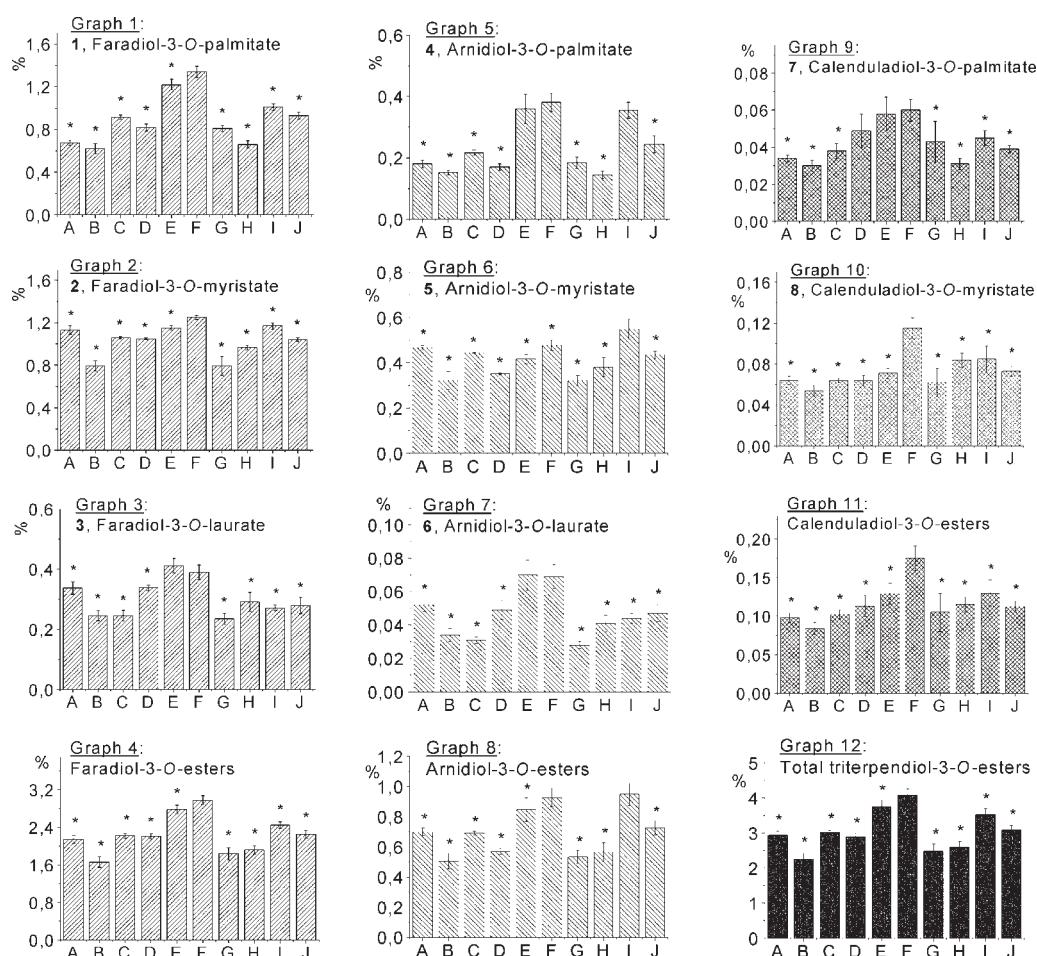 Graph 1:
1, Faradiol-3-O-palmitate
%
1,6
1,2
0,8
0,4
0,0
* * * * * * * * *
A B C D E F G H I J
Graph 5:
4, Arnidiol-3-O-palmitate
%
0,6
0,4
0,2
0,0
* * * * * * *
A B C D E F G H I J
Graph 9:
7, Calenduladiol-3-O-palmitate
%
0,08
0,06
0,04
0,02
0,00
* * * * * * *
A B C D E F G H I J
Graph 2:
2, Faradiol-3-O-myristate
%
1,6
1,2
0,8
0,4
0,0
* * * * * * * * *
A B C D E F G H I J
Graph 6:
5, Arnidiol-3-O-myristate
%
0,6
0,4
0,2
0,0
* * * * * * * * *
A B C D E F G H I J
Graph 10:
8, Calenduladiol-3-O-myristate
%
0,16
0,12
0,08
0,04
0,00
* * * * * * * * *
A B C D E F G H I J
Graph 3:
3, Faradiol-3-O-laurate
%
0,6
0,4
0,2
0,0
* * * * * * * *
A B C D E F G H I J
Graph 7:
6, Arnidiol-3-O-laurate
%
0,10
0,08
0,06
0,04
0,02
0,00
* * * * * * * *
A B C D E F G H I J
Graph 11:
Calenduladiol-3-O-esters
%
0,20
0,15
0,10
0,05
0,00
* * * * * * * * *
A B C D E F G H I J
Graph 4:
Faradiol-3-O-esters
%
3,2
2,4
1,6
0,8
0,0
* * * * * * * * *
A B C D E F G H I J
Graph 8:
Arnidiol-3-O-esters
%
1,2
1,0
0,8
0,6
0,4
0,2
0,0
* * * * * * * *
A B C D E F G H I J
Graph 12:
Total triterpendiol-3-O-esters
%
5
4
3
2
1
0
* * * * * * * * *
A B C D E F G H I J